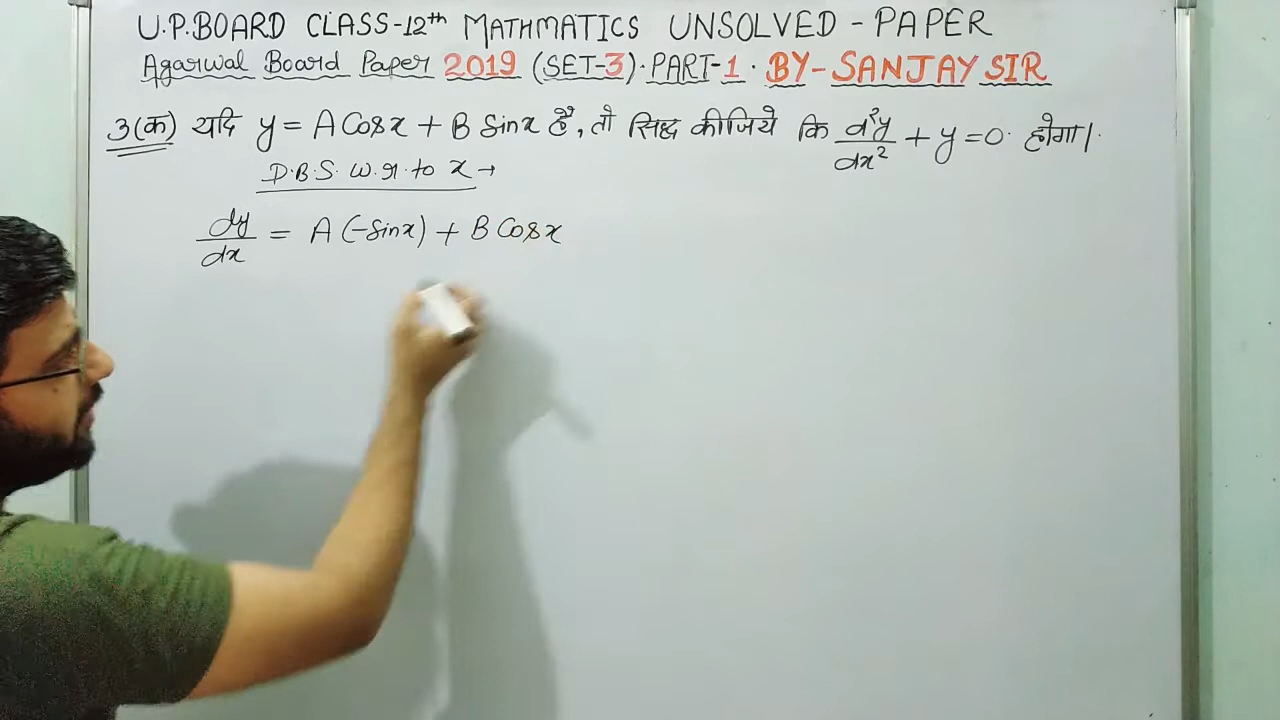 U.P.BOARD CLASS-12th MATHMATICS UNSOLVED - PAPER
Agarwal Board Paper 2019 (SET-3)·PART-1 · BY-SANJAY SIR
3(क) यदि y = A Cosx + B Sinx है, तो सिद्ध कीजिये कि d²y/dx² + y = 0 होगा।
D.B.S. w.r.to x →
dy/dx = A (-Sinx) + B Cosx